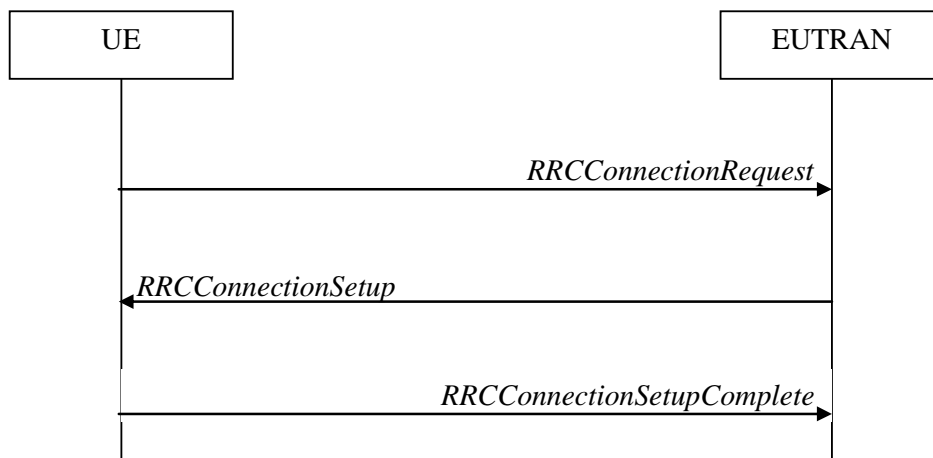 UE
EUTRAN
RRCConnectionRequest
RRCConnectionSetup
RRCConnectionSetupComplete